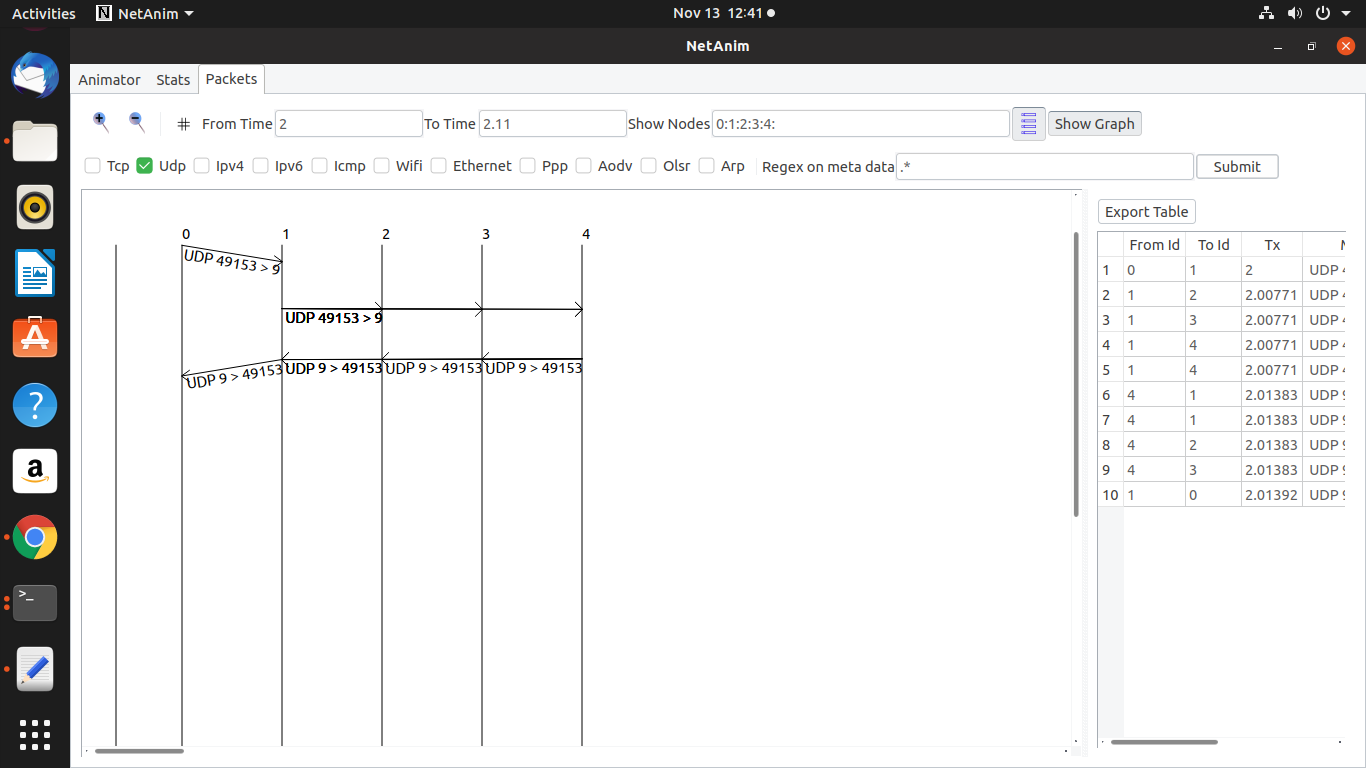 Activities NetAnim Nov 13 12:41
NetAnim
Animator Stats Packets
# From Time 2 To Time 2.11 Show Nodes 0:1:2:3:4: Show Graph
Tcp Udp Ipv4 Ipv6 Icmp Wifi Ethernet Ppp Aodv Olsr Arp Regex on meta data .* Submit
0 1 2 3 4
UDP 49153 > 9
UDP 49153 > 9
UDP 9 > 49153 UDP 9 > 49153 UDP 9 > 49153 UDP 9 > 49153
Export Table
From Id To Id Tx
1 0 1 2 UDP 4
2 1 2 2.00771 UDP 4
3 1 3 2.00771 UDP 4
4 1 4 2.00771 UDP 4
5 1 4 2.00771 UDP 4
6 4 1 2.01383 UDP 9
7 4 1 2.01383 UDP 9
8 4 2 2.01383 UDP 9
9 4 3 2.01383 UDP 9
10 1 0 2.01392 UDP 9
>_
?
a